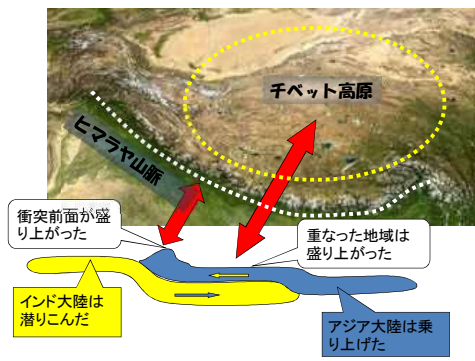 チベット高原
ヒマラヤ山脈
衝突前面が盛
り上がった
重なった地域は
盛り上がった
インド大陸は
潜りこんだ
アジア大陸は乗
り上げた